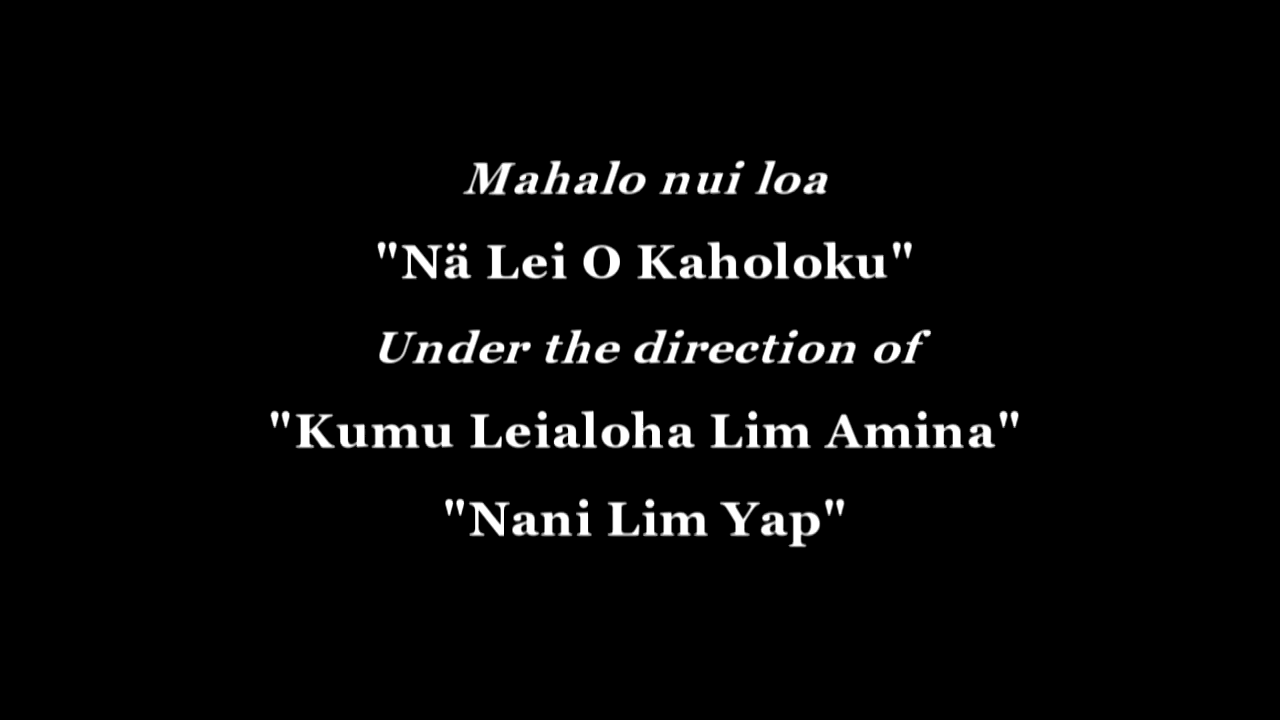 Mahalo nui loa
"Nä Lei O Kaholoku"
Under the direction of
"Kumu Leialoha Lim Amina"
"Nani Lim Yap"